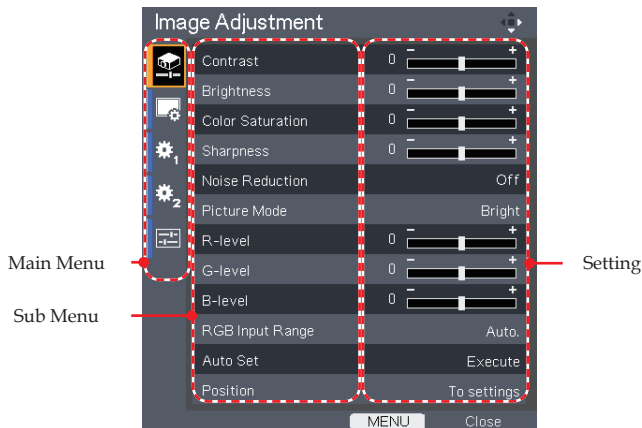 Image Adjustment
Contrast 0 - +
Brightness 0 - +
Color Saturation 0 - +
Sharpness 0 - +
Noise Reduction Off
Picture Mode Bright
R-level 0 - +
G-level 0 - +
B-level 0 - +
RGB Input Range Auto.
Auto Set Execute
Position To settings
MENU Close
1
2
Main Menu
Sub Menu
Setting